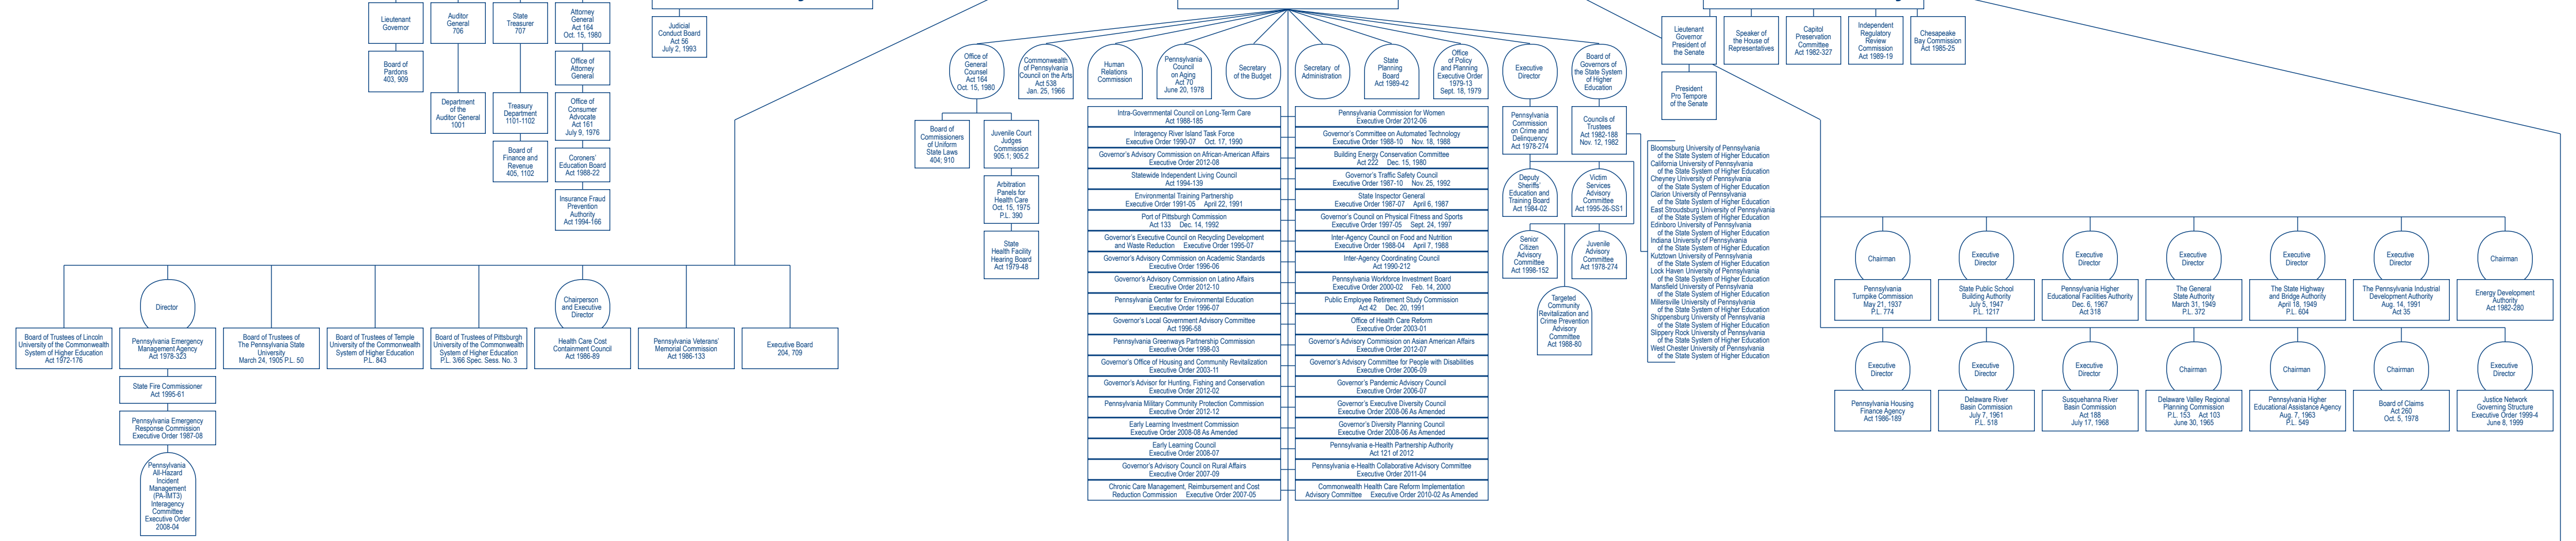 Lieutenant
Governor
Board of
Pardons
403, 909
Auditor
General
706
Department
of the
Auditor General
1001
State
Treasurer
707
Treasury
Department
1101-1102
Board of
Finance and
Revenue
405, 1102
Attorney
General
Act 164
Oct. 15, 1980
Office of
Attorney
General
Office of
Consumer
Advocate
Act 161
July 9, 1976
Coroners'
Education Board
Act 1988-22
Insurance Fraud
Prevention
Authority
Act 1994-166
Judicial
Conduct Board
Act 56
July 2, 1993
Board of Trustees of Lincoln
University of the Commonwealth
System of Higher Education
Act 1972-176
Director
Pennsylvania Emergency
Management Agency
Act 1978-323
State Fire Commissioner
Act 1995-61
Pennsylvania Emergency
Response Commission
Executive Order 1987-08
Pennsylvania
All-Hazard
Incident
Management
(PA-IMT3)
Interagency
Committee
Executive Order
2008-04
Board of Trustees of
The Pennsylvania State
University
March 24, 1905 P.L. 50
Board of Trustees of Temple
University of the Commonwealth
System of Higher Education
P.L. 843
Board of Trustees of Pittsburgh
University of the Commonwealth
System of Higher Education
P.L. 3/66 Spec. Sess. No. 3
Chairperson
and Executive
Director
Health Care Cost
Containment Council
Act 1986-89
Pennsylvania Veterans'
Memorial Commission
Act 1986-133
Executive Board
204, 709
Office of
General
Counsel
Act 164
Oct. 15, 1980
Board of
Commissioners
of Uniform
State Laws
404; 910
Juvenile Court
Judges
Commission
905.1; 905.2
Arbitration
Panels for
Health Care
Oct. 15, 1975
P.L. 390
State
Health Facility
Hearing Board
Act 1979-48
Commonwealth
of Pennsylvania
Council on the Arts
Act 538
Jan. 25, 1966
Human
Relations
Commission
Pennsylvania
Council
on Aging
Act 70
June 20, 1978
Secretary
of the Budget
Secretary of
Administration
State
Planning
Board
Act 1989-42
Office
of Policy
and Planning
Executive Order
1979-13
Sept. 18, 1979
Executive
Director
Board of
Governors of
the State System
of Higher
Education
Intra-Governmental Council on Long-Term Care
Act 1988-185
Interagency River Island Task Force
Executive Order 1990-07 Oct. 17, 1990
Governor's Advisory Commission on African-American Affairs
Executive Order 2012-08
Statewide Independent Living Council
Act 1994-139
Environmental Training Partnership
Executive Order 1991-05 April 22, 1991
Port of Pittsburgh Commission
Act 133 Dec. 14, 1992
Governor's Executive Council on Recycling Development
and Waste Reduction Executive Order 1995-07
Governor's Advisory Commission on Academic Standards
Executive Order 1996-06
Governor's Advisory Commission on Latino Affairs
Executive Order 2012-10
Pennsylvania Center for Environmental Education
Executive Order 1996-07
Governor's Local Government Advisory Committee
Act 1996-58
Pennsylvania Greenways Partnership Commission
Executive Order 1998-03
Governor's Office of Housing and Community Revitalization
Executive Order 2003-11
Governor's Advisor for Hunting, Fishing and Conservation
Executive Order 2012-02
Pennsylvania Military Community Protection Commission
Executive Order 2012-12
Early Learning Investment Commission
Executive Order 2008-08 As Amended
Early Learning Council
Executive Order 2008-07
Governor's Advisory Council on Rural Affairs
Executive Order 2007-09
Chronic Care Management, Reimbursement and Cost
Reduction Commission Executive Order 2007-05
Pennsylvania Commission for Women
Executive Order 2012-06
Governor's Committee on Automated Technology
Executive Order 1988-10 Nov. 18, 1988
Building Energy Conservation Committee
Act 222 Dec. 15, 1980
Governor's Traffic Safety Council
Executive Order 1987-10 Nov. 25, 1992
State Inspector General
Executive Order 1987-07 April 6, 1987
Governor's Council on Physical Fitness and Sports
Executive Order 1997-05 Sept. 24, 1997
Inter-Agency Council on Food and Nutrition
Executive Order 1988-04 April 7, 1988
Inter-Agency Coordinating Council
Act 1990-212
Pennsylvania Workforce Investment Board
Executive Order 2000-02 Feb. 14, 2000
Public Employee Retirement Study Commission
Act 42 Dec. 20, 1991
Office of Health Care Reform
Executive Order 2003-01
Governor's Advisory Commission on Asian American Affairs
Executive Order 2012-07
Governor's Advisory Committee for People with Disabilities
Executive Order 2006-09
Governor's Pandemic Advisory Council
Executive Order 2006-07
Governor's Executive Diversity Council
Executive Order 2008-06 As Amended
Governor's Diversity Planning Council
Executive Order 2008-06 As Amended
Pennsylvania e-Health Partnership Authority
Act 121 of 2012
Pennsylvania e-Health Collaborative Advisory Committee
Executive Order 2011-04
Commonwealth Health Care Reform Implementation
Advisory Committee Executive Order 2010-02 As Amended
Pennsylvania
Commission
on Crime and
Delinquency
Act 1978-274
Deputy
Sheriffs'
Education and
Training Board
Act 1984-02
Victim
Services
Advisory
Committee
Act 1995-26-SS1
Senior
Citizen
Advisory
Committee
Act 1998-152
Juvenile
Advisory
Committee
Act 1978-274
Targeted
Community
Revitalization and
Crime Prevention
Advisory
Committee
Act 1988-80
Councils of
Trustees
Act 1982-188
Nov. 12, 1982
Bloomsburg University of Pennsylvania
of the State System of Higher Education
California University of Pennsylvania
Cheyney University of Pennsylvania
of the State System of Higher Education
Clarion University of Pennsylvania
of the State System of Higher Education
East Stroudsburg University of Pennsylvania
of the State System of Higher Education
Edinboro University of Pennsylvania
of the State System of Higher Education
Indiana University of Pennsylvania
of the State System of Higher Education
Kutztown University of Pennsylvania
of the State System of Higher Education
Lock Haven University of Pennsylvania
of the State System of Higher Education
Mansfield University of Pennsylvania
of the State System of Higher Education
Millersville University of Pennsylvania
of the State System of Higher Education
Shippensburg University of Pennsylvania
of the State System of Higher Education
Slippery Rock University of Pennsylvania
of the State System of Higher Education
West Chester University of Pennsylvania
of the State System of Higher Education
Lieutenant
Governor
President of
the Senate
President
Pro Tempore
of the Senate
Speaker of
the House of
Representatives
Capitol
Preservation
Committee
Act 1982-327
Independent
Regulatory
Review
Commission
Act 1989-19
Chesapeake
Bay Commission
Act 1985-25
Chairman
Pennsylvania
Turnpike Commission
May 21, 1937
P.L. 774
Executive
Director
State Public School
Building Authority
July 5, 1947
P.L. 1217
Executive
Director
Pennsylvania Higher
Educational Facilities Authority
Dec. 6, 1967
Act 318
Executive
Director
The General
State Authority
March 31, 1949
P.L. 372
Executive
Director
The State Highway
and Bridge Authority
April 18, 1949
P.L. 604
Executive
Director
The Pennsylvania Industrial
Development Authority
Aug. 14, 1991
Act 35
Chairman
Energy Development
Authority
Act 1982-280
Executive
Director
Pennsylvania Housing
Finance Agency
Act 1986-189
Executive
Director
Delaware River
Basin Commission
July 7, 1961
P.L. 518
Executive
Director
Susquehanna River
Basin Commission
Act 188
July 17, 1968
Chairman
Delaware Valley Regional
Planning Commission
P.L. 153 Act 103
June 30, 1965
Chairman
Pennsylvania Higher
Educational Assistance Agency
Aug. 7, 1963
P.L. 549
Chairman
Board of Claims
Act 260
Oct. 5, 1978
Executive
Director
Justice Network
Governing Structure
Executive Order 1999-4
June 8, 1999